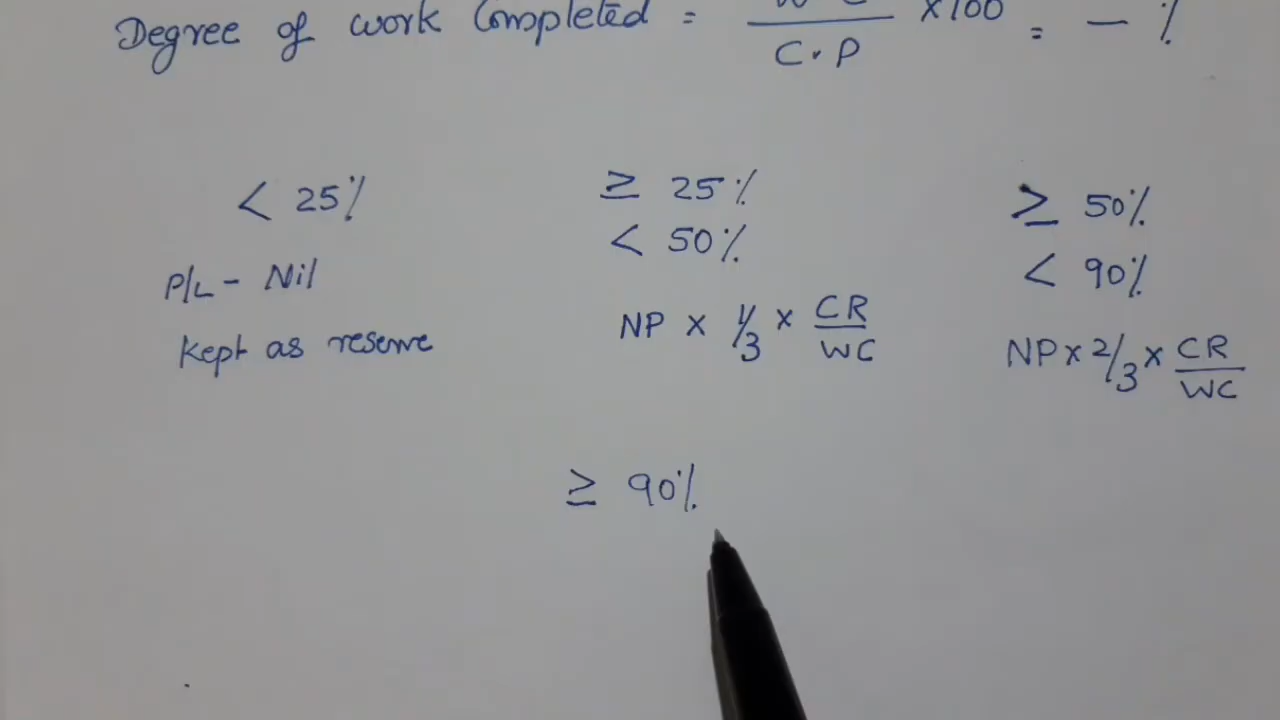 Degree of work Completed = W C / C.P ×100 = — %
< 25%
P/L - Nil
Kept as reserve
≥ 25%
< 50%
NP × 1/3 × CR/WC
≥ 50%
< 90%
NP × 2/3 × CR/WC
≥ 90%